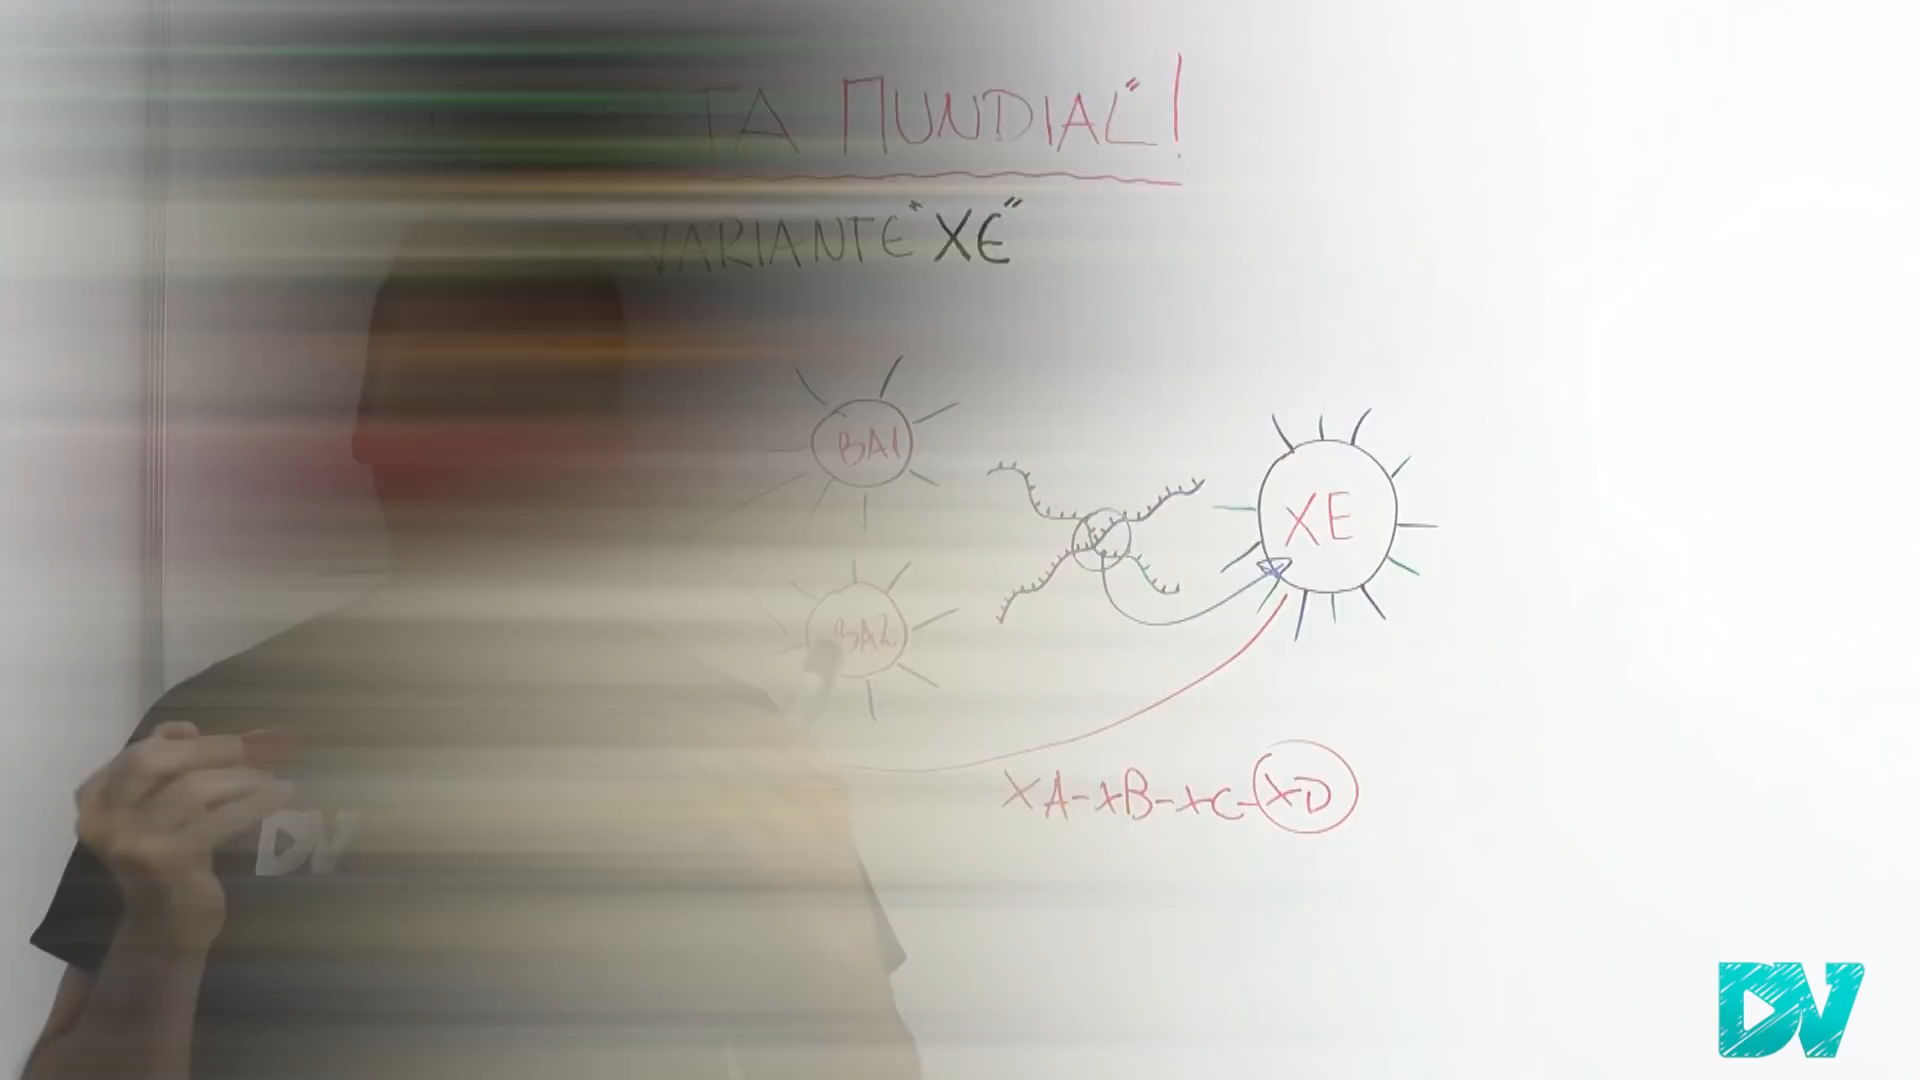 TA MUNDIAL"!
VARIANTE "XE"
BA1
XE
BA2
XA-XB-XC-XD
DV
DV